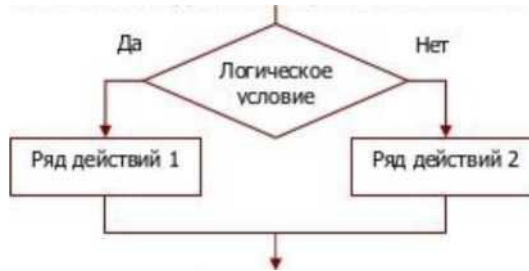 Да
Нет
Логическое
условие
Ряд действий 1
Ряд действий 2